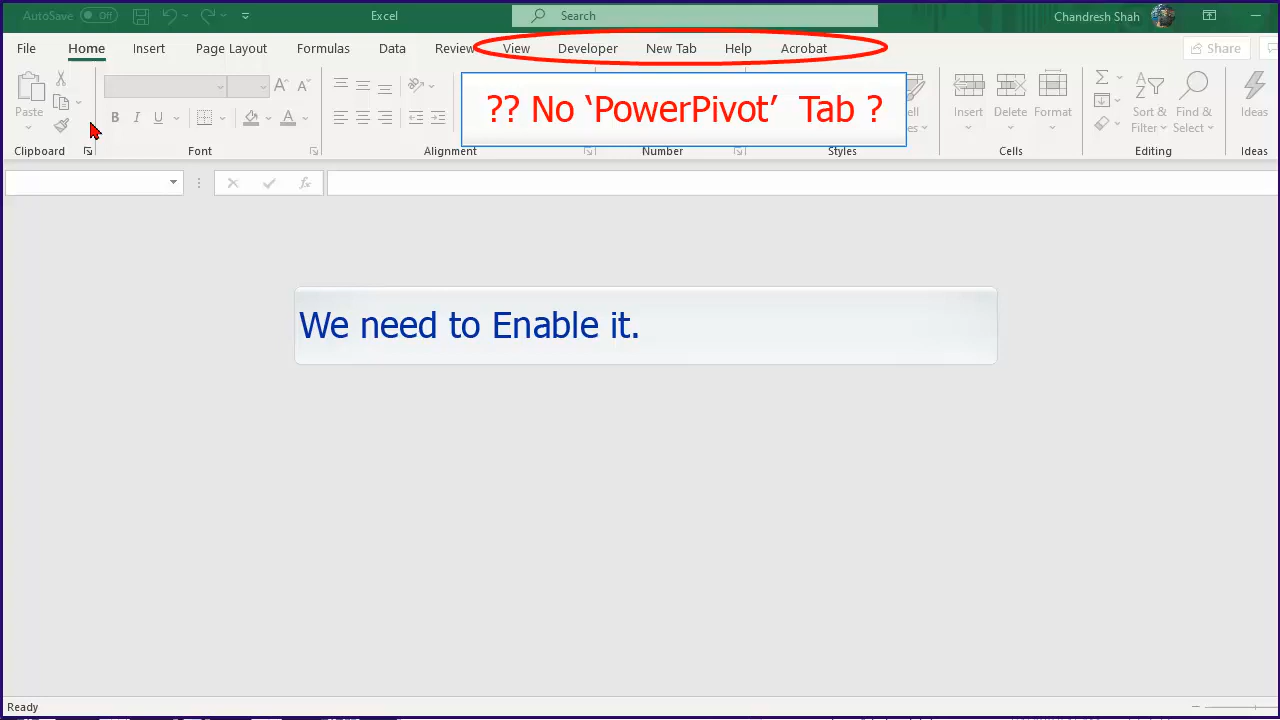 AutoSave Off Excel Search Chandresh Shah
File Home Insert Page Layout Formulas Data Review View Developer New Tab Help Acrobat Share
?? No ‘PowerPivot’ Tab ?
Paste
B I U A
Insert Delete Format
Sort & Filter
Find & Select
Ideas
Clipboard Font Alignment Number Styles Cells Editing Ideas
fx
We need to Enable it.
Ready